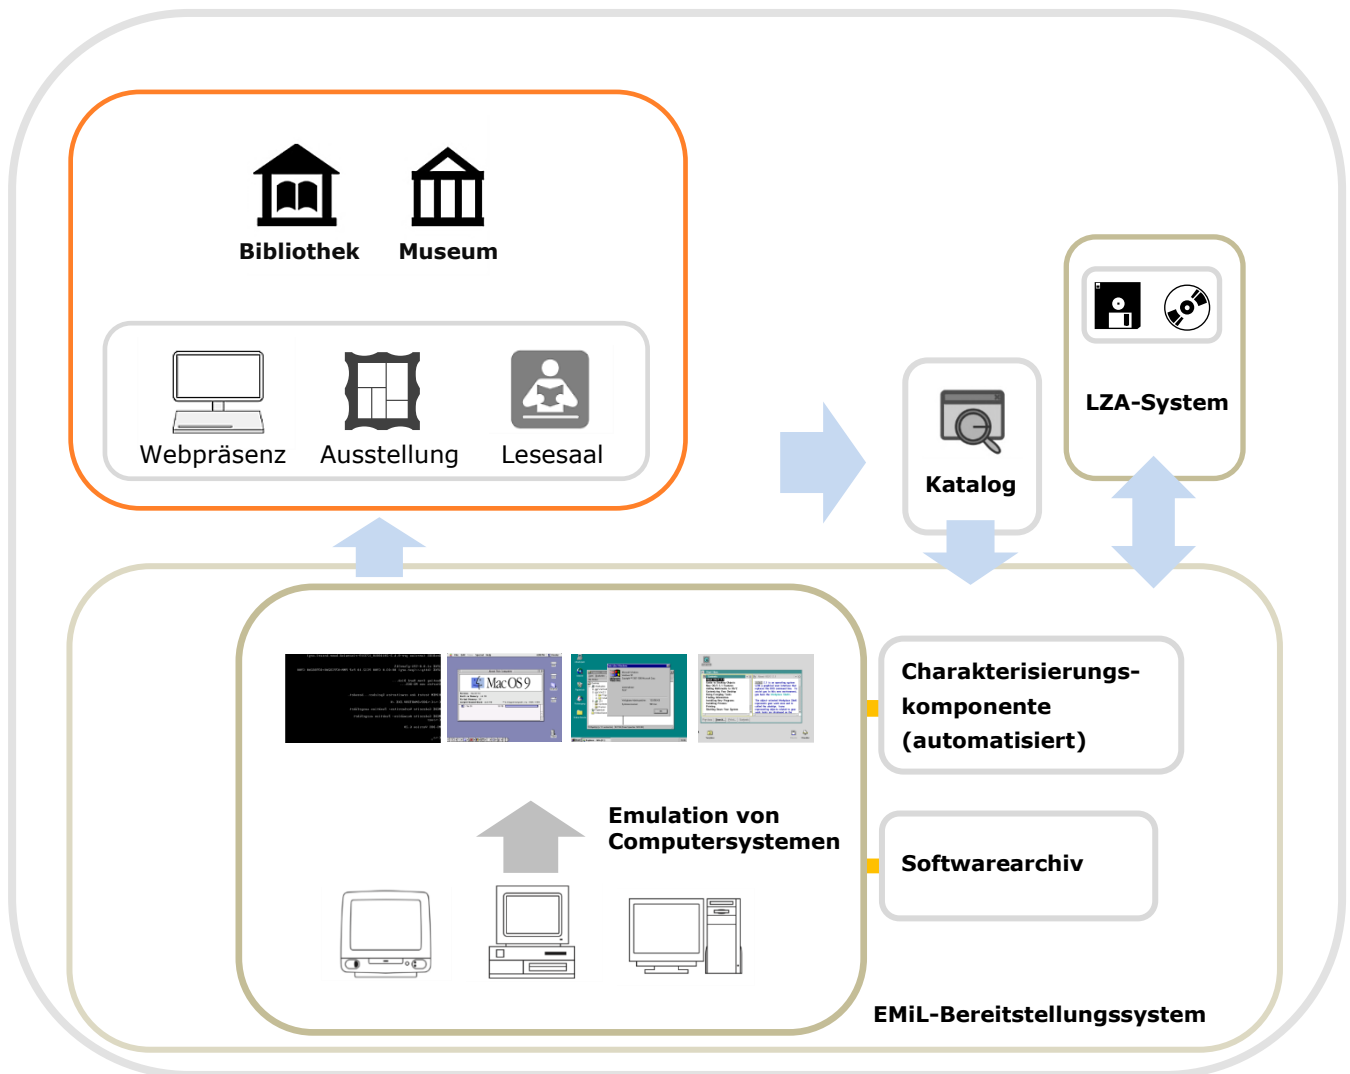 Bibliothek
Museum
Webpräsenz
Ausstellung
Lesesaal
LZA-System
Katalog
Mac OS 9
Charakterisierungs-
komponente
(automatisiert)
Emulation von
Computersystemen
Softwarearchiv
EMiL-Bereitstellungssystem